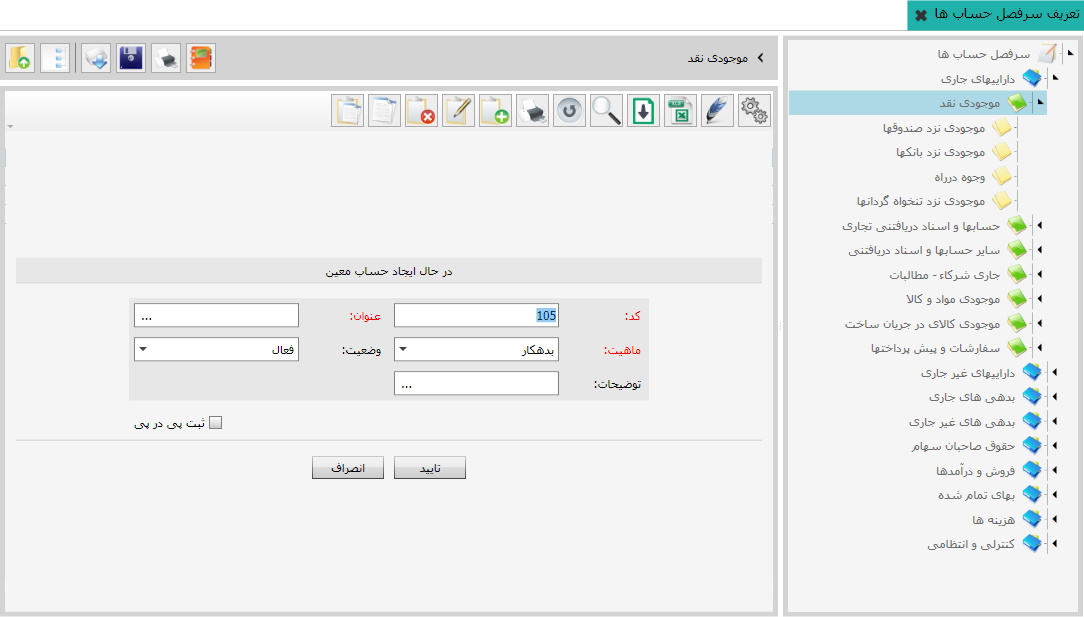 تعریف سرفصل حساب ها
سرفصل حساب ها
داراییهای جاری
موجودی نقد
موجودی نزد صندوقها
موجودی نزد بانکها
وجوه درراه
موجودی نزد تنخواه گردانها
حسابها و اسناد دریافتنی تجاری
سایر حسابها و اسناد دریافتنی
جاری شرکاء - مطالبات
موجودی مواد و کالا
موجودی کالای در جریان ساخت
سفارشات و پیش پرداختها
داراییهای غیر جاری
بدهی های جاری
بدهی های غیر جاری
حقوق صاحبان سهام
فروش و درآمدها
بهای تمام شده
هزینه ها
کنترلی و انتظامی
موجودی نقد
در حال ایجاد حساب معین
کد: 105 عنوان: ...
ماهیت: بدهکار وضعیت: فعال
توضیحات: ...
ثبت پی در پی
تایید انصراف